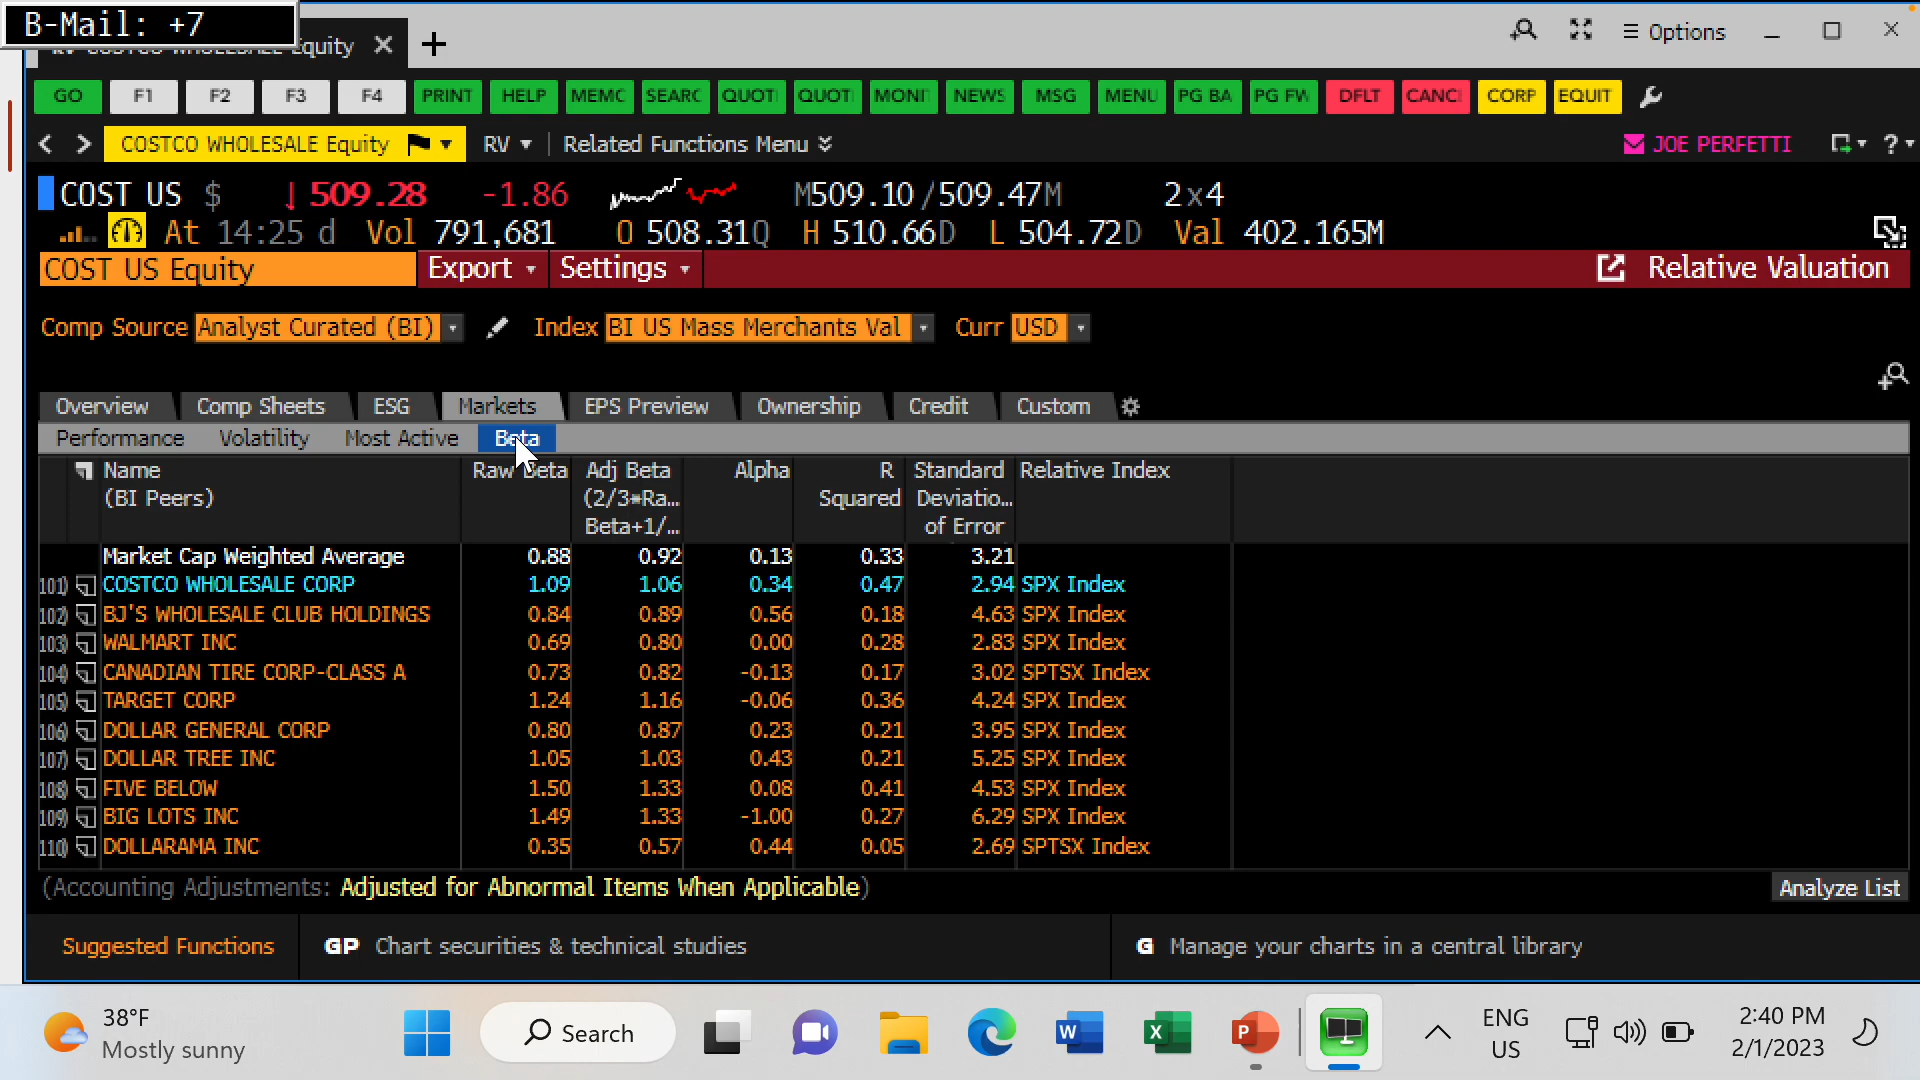 B-Mail: +7
Equity
Options
GO F1 F2 F3 F4 PRINT HELP MEMC SEARC QUOT QUOT MONI NEWS MSG MENU PG BA PG FW DFLT CANC CORP EQUIT
COSTCO WHOLESALE Equity RV Related Functions Menu JOE PERFETTI ?
COST US $ ↓509.28 -1.86 M509.10/509.47M 2x4
At 14:25 d Vol 791,681 O 508.31Q H 510.66D L 504.72D Val 402.165M
COST US Equity Export Settings Relative Valuation
Comp Source Analyst Curated (BI) Index BI US Mass Merchants Val Curr USD
Overview Comp Sheets ESG Markets EPS Preview Ownership Credit Custom
Performance Volatility Most Active Beta
Name Raw Beta Adj Beta Alpha R Standard Relative Index
(BI Peers) (2/3*Ra... Squared Deviatio...
Beta+1/... of Error
Market Cap Weighted Average 0.88 0.92 0.13 0.33 3.21
101) COSTCO WHOLESALE CORP 1.09 1.06 0.34 0.47 2.94 SPX Index
102) BJ'S WHOLESALE CLUB HOLDINGS 0.84 0.89 0.56 0.18 4.63 SPX Index
103) WALMART INC 0.69 0.80 0.00 0.28 2.83 SPX Index
104) CANADIAN TIRE CORP-CLASS A 0.73 0.82 -0.13 0.17 3.02 SPTSX Index
105) TARGET CORP 1.24 1.16 -0.06 0.36 4.24 SPX Index
106) DOLLAR GENERAL CORP 0.80 0.87 0.23 0.21 3.95 SPX Index
107) DOLLAR TREE INC 1.05 1.03 0.43 0.21 5.25 SPX Index
108) FIVE BELOW 1.50 1.33 0.08 0.41 4.53 SPX Index
109) BIG LOTS INC 1.49 1.33 -1.00 0.27 6.29 SPX Index
110) DOLLARAMA INC 0.35 0.57 0.44 0.05 2.69 SPTSX Index
(Accounting Adjustments: Adjusted for Abnormal Items When Applicable) Analyze List
Suggested Functions GP Chart securities & technical studies G Manage your charts in a central library
38°F
Mostly sunny
Search
ENG
US
2:40 PM
2/1/2023